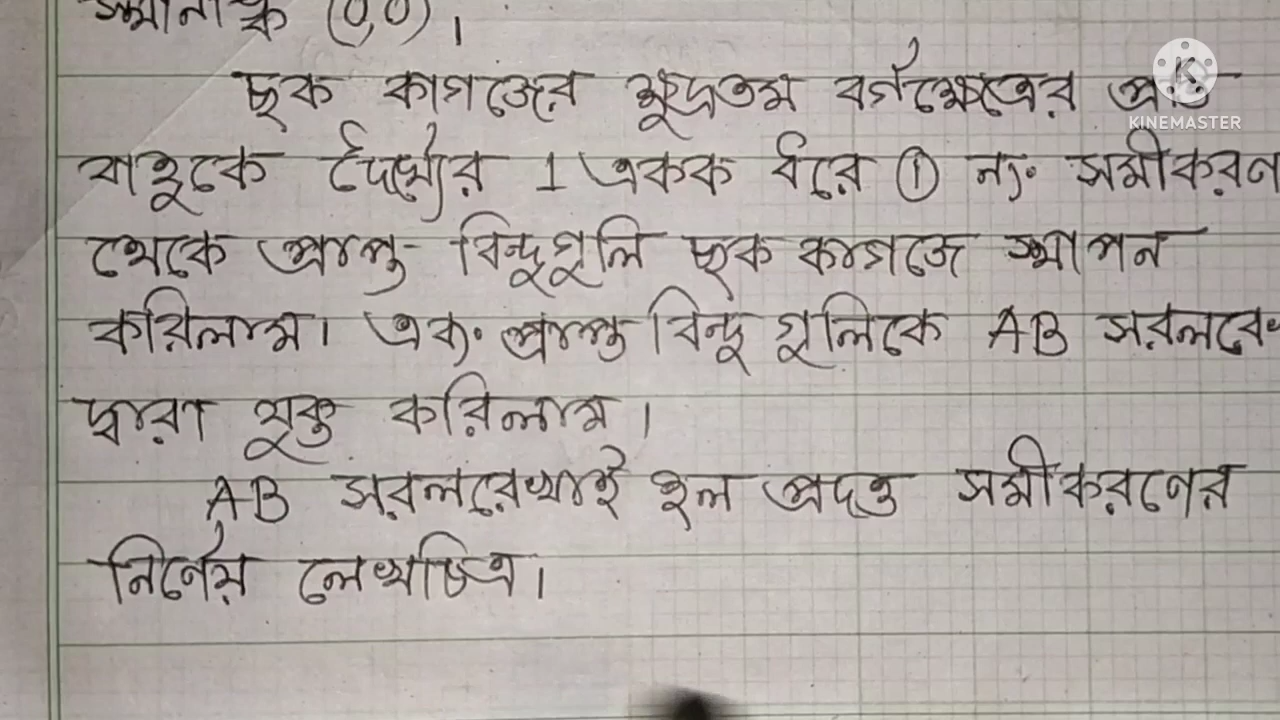 স্থানাঙ্ক (0,0)।
ছক কাগজের ক্ষুদ্রতম বর্গক্ষেত্রের প্রতি
KINEMASTER
বাহুকে দৈর্ঘ্যের 1 একক ধরে ① নং সমীকরণ
থেকে প্রাপ্ত বিন্দুগুলি ছক কাগজে স্থাপন
করিলাম। এবং প্রাপ্ত বিন্দু গুলিকে AB সরলরে
দ্বারা যুক্ত করিলাম।
AB সরলরেখাই হল প্রদত্ত সমীকরণের
নির্ণেয় লেখচিত্র।